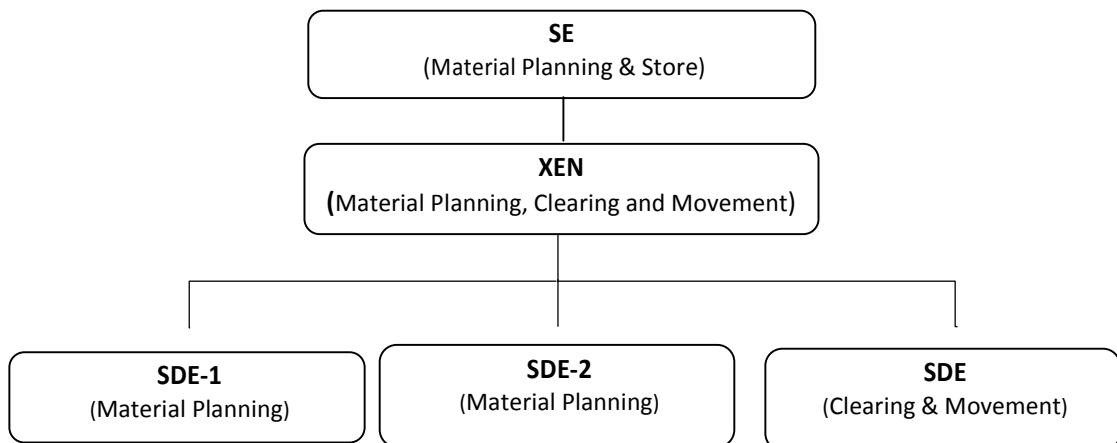 SE
(Material Planning & Store)
XEN
(Material Planning, Clearing and Movement)
SDE-1
(Material Planning)
SDE-2
(Material Planning)
SDE
(Clearing & Movement)